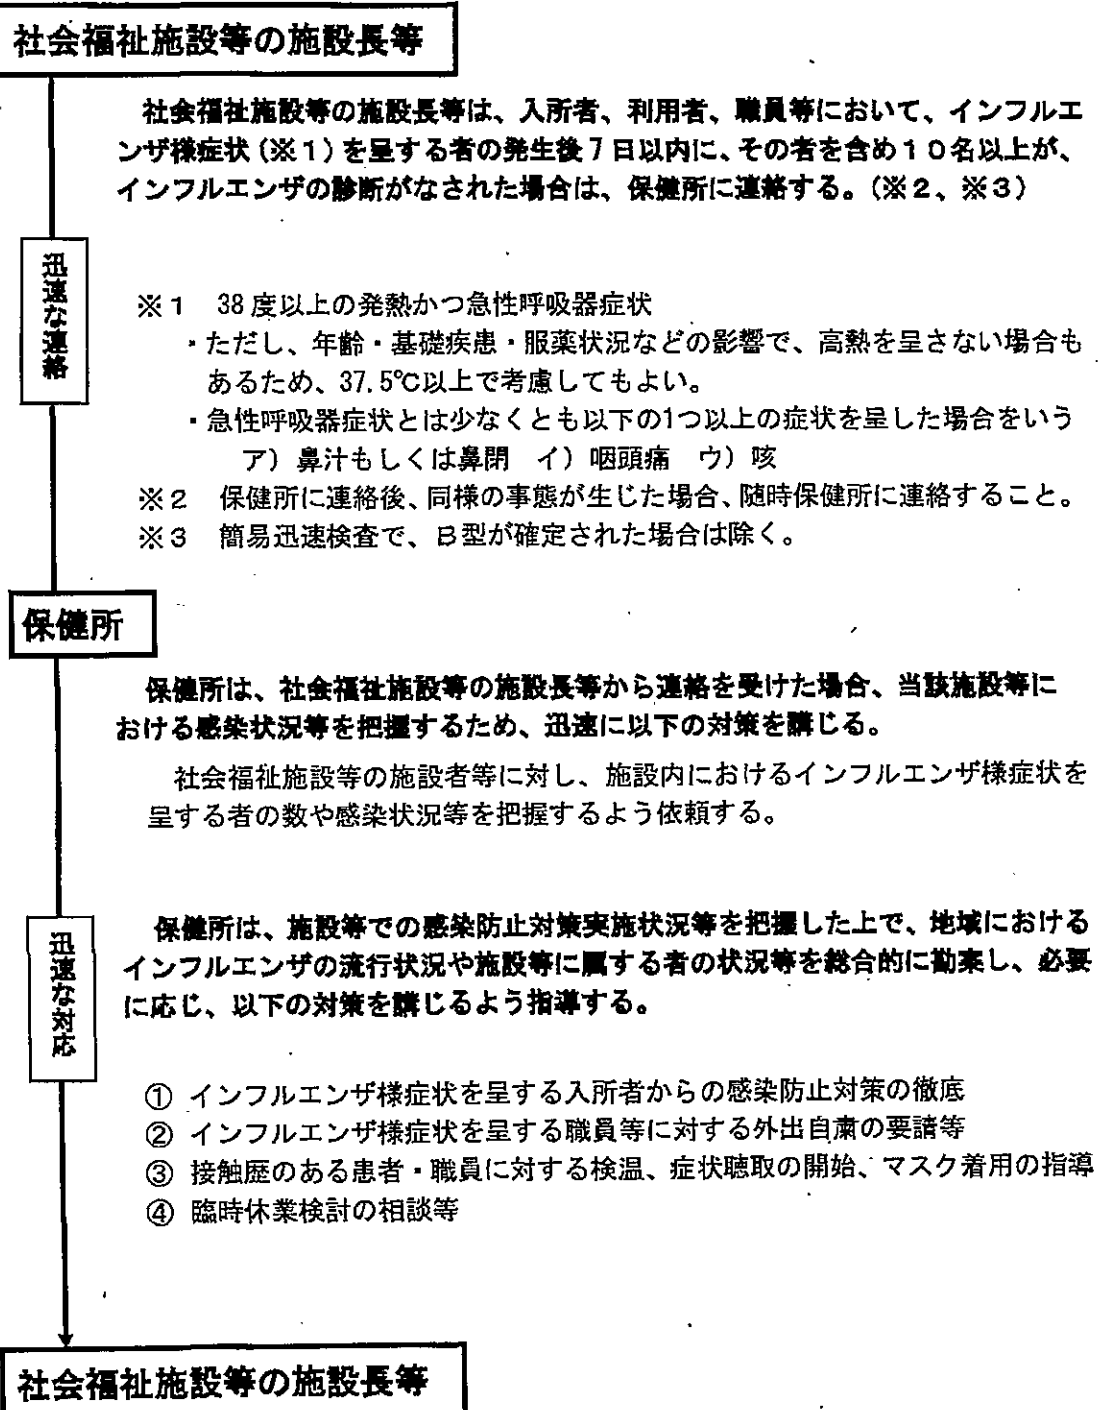 社会福祉施設等の施設長等
社会福祉施設等の施設長等は、入所者、利用者、職員等において、インフルエ
ンザ様症状(※1)を呈する者の発生後7日以内に、その者を含め10名以上が、
インフルエンザの診断がなされた場合は、保健所に連絡する。(※2、※3)
迅速な連絡
※1 38度以上の発熱かつ急性呼吸器症状
・ただし、年齢・基礎疾患・服薬状況などの影響で、高熱を呈さない場合も
あるため、37.5℃以上で考慮してもよい。
・急性呼吸器症状とは少なくとも以下の1つ以上の症状を呈した場合をいう
ア)鼻汁もしくは鼻閉 イ)咽頭痛 ウ)咳
※2 保健所に連絡後、同様の事態が生じた場合、随時保健所に連絡すること。
※3 簡易迅速検査で、B型が確定された場合は除く。
保健所
保健所は、社会福祉施設等の施設長等から連絡を受けた場合、当該施設等に
おける感染状況等を把握するため、迅速に以下の対策を講じる。
社会福祉施設等の施設者等に対し、施設内におけるインフルエンザ様症状を
呈する者の数や感染状況等を把握するよう依頼する。
迅速な対応
保健所は、施設等での感染防止対策実施状況等を把握した上で、地域における
インフルエンザの流行状況や施設等に属する者の状況等を総合的に勘案し、必要
に応じ、以下の対策を講じるよう指導する。
① インフルエンザ様症状を呈する入所者からの感染防止対策の徹底
② インフルエンザ様症状を呈する職員等に対する外出自粛の要請等
③ 接触歴のある患者・職員に対する検温、症状聴取の開始、マスク着用の指導
④ 臨時休業検討の相談等
社会福祉施設等の施設長等